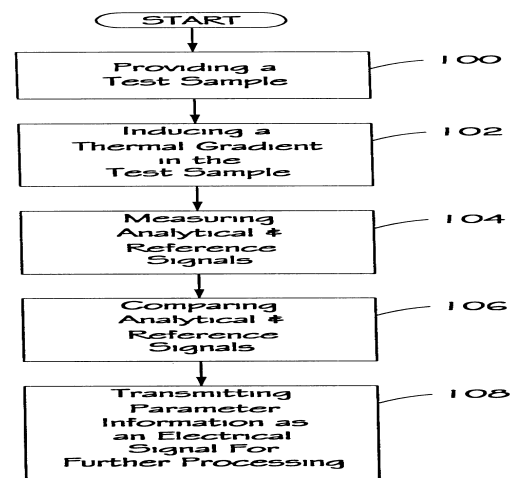 START
Providing a
Test Sample
100
Inducing a
Thermal Gradient
in the
Test Sample
102
Measuring
Analytical &
Reference
Signals
104
Comparing
Analytical &
Reference
Signals
106
Transmitting
Parameter
Information as
an Electrical
Signal For
Further Processing
108